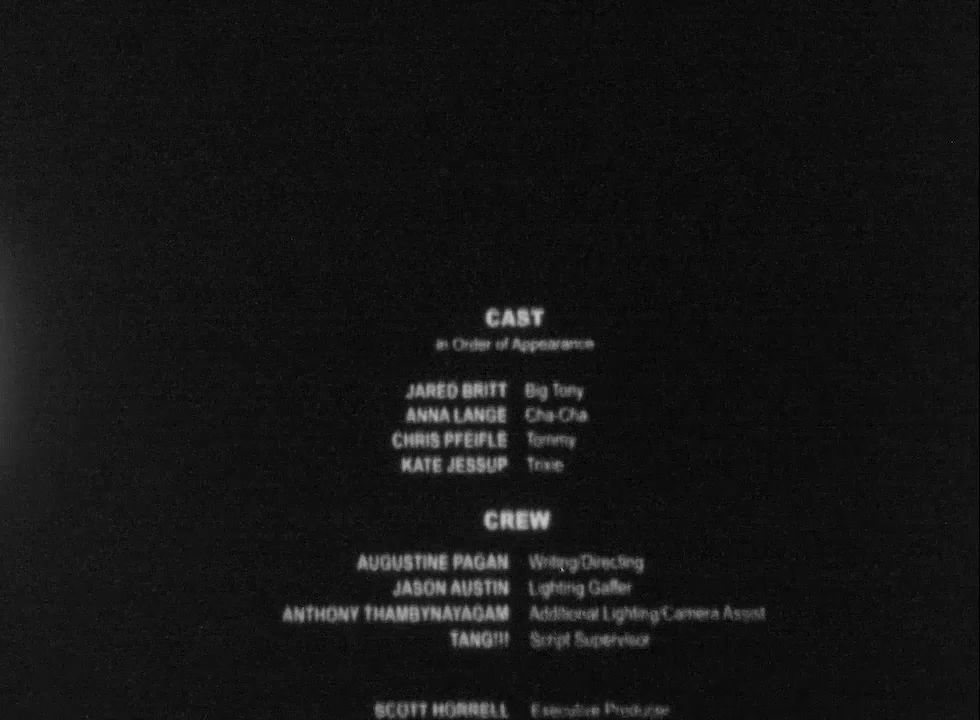 CAST
in Order of Appearance
JARED BRITT Big Tony
ANNA LANGE Cha-Cha
CHRIS PFEIFLE Tommy
KATE JESSUP Trixie
CREW
AUGUSTINE PAGAN Writing/Directing
JASON AUSTIN Lighting Gaffer
ANTHONY THAMBYNAYAGAM Additional Lighting/Camera Assist
TANG!!! Script Supervisor
SCOTT HORRELL Executive Producer